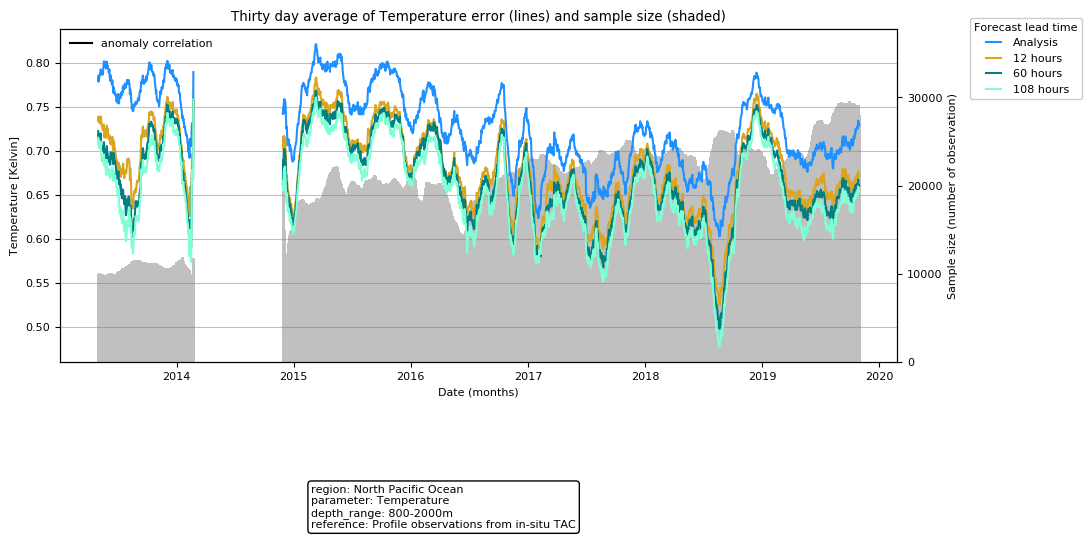 Thirty day average of Temperature error (lines) and sample size (shaded)
anomaly correlation
Forecast lead time
Analysis
12 hours
60 hours
108 hours
Temperature [Kelvin]
0.80
0.75
0.70
0.65
0.60
0.55
0.50
Sample size (number of observation)
30000
20000
10000
0
2014
2015
2016
2017
2018
2019
2020
Date (months)
region: North Pacific Ocean
parameter: Temperature
depth_range: 800-2000m
reference: Profile observations from in-situ TAC